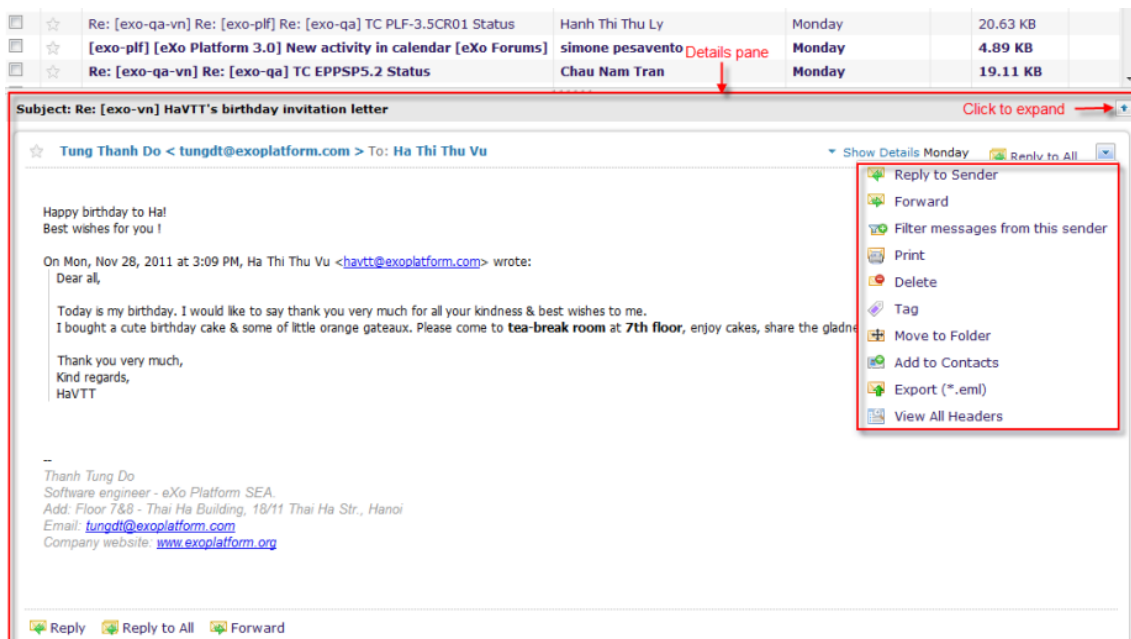 Re: [exo-qa-vn] Re: [exo-plf] Re: [exo-qa] TC PLF-3.5CR01 Status Hanh Thi Thu Ly Monday 20.63 KB
[exo-plf] [eXo Platform 3.0] New activity in calendar [eXo Forums] simone pesavento Monday 4.89 KB
Details pane
Re: [exo-qa-vn] Re: [exo-qa] TC EPPSP5.2 Status Chau Nam Tran Monday 19.11 KB
Subject: Re: [exo-vn] HaVTT's birthday invitation letter Click to expand
Tung Thanh Do < tungdt@exoplatform.com > To: Ha Thi Thu Vu Show Details Monday Reply to All
Reply to Sender
Forward
Filter messages from this sender
Print
Delete
Tag
Move to Folder
Add to Contacts
Export (*.eml)
View All Headers
Happy birthday to Ha!
Best wishes for you !
On Mon, Nov 28, 2011 at 3:09 PM, Ha Thi Thu Vu <havtt@exoplatform.com> wrote:
Dear all,
Today is my birthday. I would like to say thank you very much for all your kindness & best wishes to me.
I bought a cute birthday cake & some of little orange gateaux. Please come to tea-break room at 7th floor, enjoy cakes, share the
Thank you very much,
Kind regards,
HaVTT
--
Thanh Tung Do
Software engineer - eXo Platform SEA.
Add: Floor 7&8 - Thai Ha Building, 18/11 Thai Ha Str., Hanoi
Email: tungdt@exoplatform.com
Company website: www.exoplatform.org
Reply Reply to All Forward